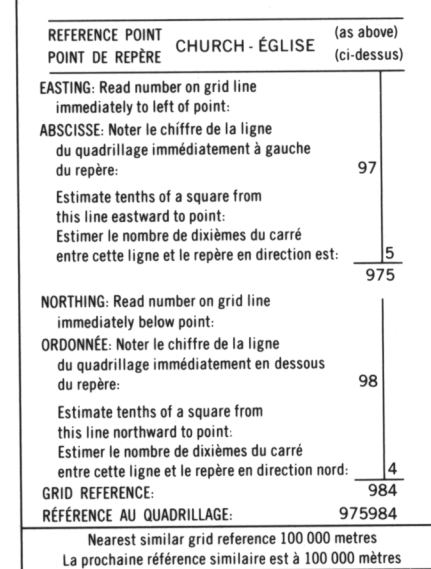 REFERENCE POINT CHURCH - ÉGLISE (as above)
POINT DE REPÈRE (ci-dessus)
EASTING: Read number on grid line
immediately to left of point:
ABSCISSE: Noter le chiffre de la ligne
du quadrillage immédiatement à gauche
du repère: 97
Estimate tenths of a square from
this line eastward to point:
Estimer le nombre de dixièmes du carré
entre cette ligne et le repère en direction est: 5
975
NORTHING: Read number on grid line
immediately below point:
ORDONNÉE: Noter le chiffre de la ligne
du quadrillage immédiatement en dessous
du repère: 98
Estimate tenths of a square from
this line northward to point:
Estimer le nombre de dixièmes du carré
entre cette ligne et le repère en direction nord: 4
GRID REFERENCE: 984
RÉFÉRENCE AU QUADRILLAGE: 975984
Nearest similar grid reference 100 000 metres
La prochaine référence similaire est à 100 000 mètres